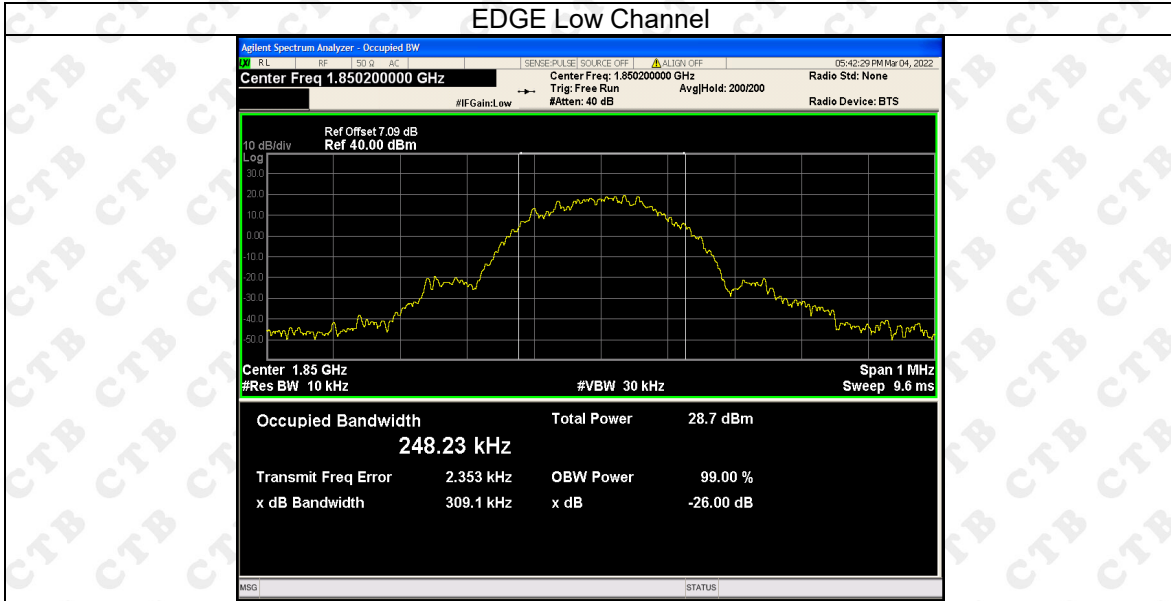 EDGE Low Channel
Agilent Spectrum Analyzer - Occupied BW
LXI RL RF 50 Ω AC SENSE:PULSE SOURCE OFF ALIGN OFF 05:42:29 PM Mar 04, 2022
Center Freq 1.850200000 GHz Center Freq: 1.850200000 GHz Radio Std: None
Trig: Free Run Avg|Hold: 200/200
#IFGain:Low #Atten: 40 dB Radio Device: BTS
Ref Offset 7.09 dB
10 dB/div Ref 40.00 dBm
Log
30.0
20.0
10.0
0.00
-10.0
-20.0
-30.0
-40.0
-50.0
Center 1.85 GHz Span 1 MHz
#Res BW 10 kHz #VBW 30 kHz Sweep 9.6 ms
Occupied Bandwidth Total Power 28.7 dBm
248.23 kHz
Transmit Freq Error 2.353 kHz OBW Power 99.00 %
x dB Bandwidth 309.1 kHz x dB -26.00 dB
MSG STATUS
CTB